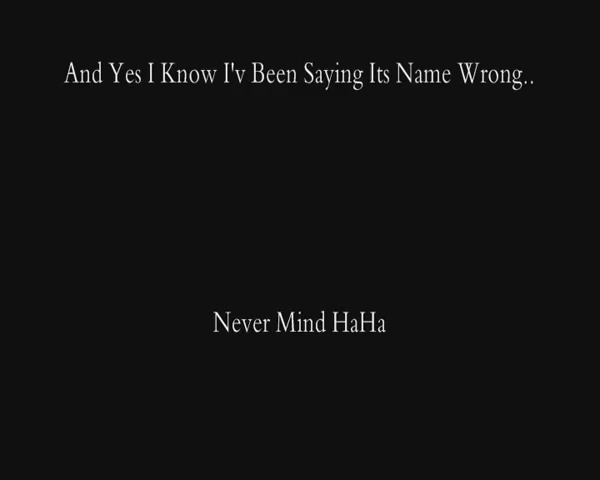 And Yes I Know I'v Been Saying Its Name Wrong..
Never Mind HaHa